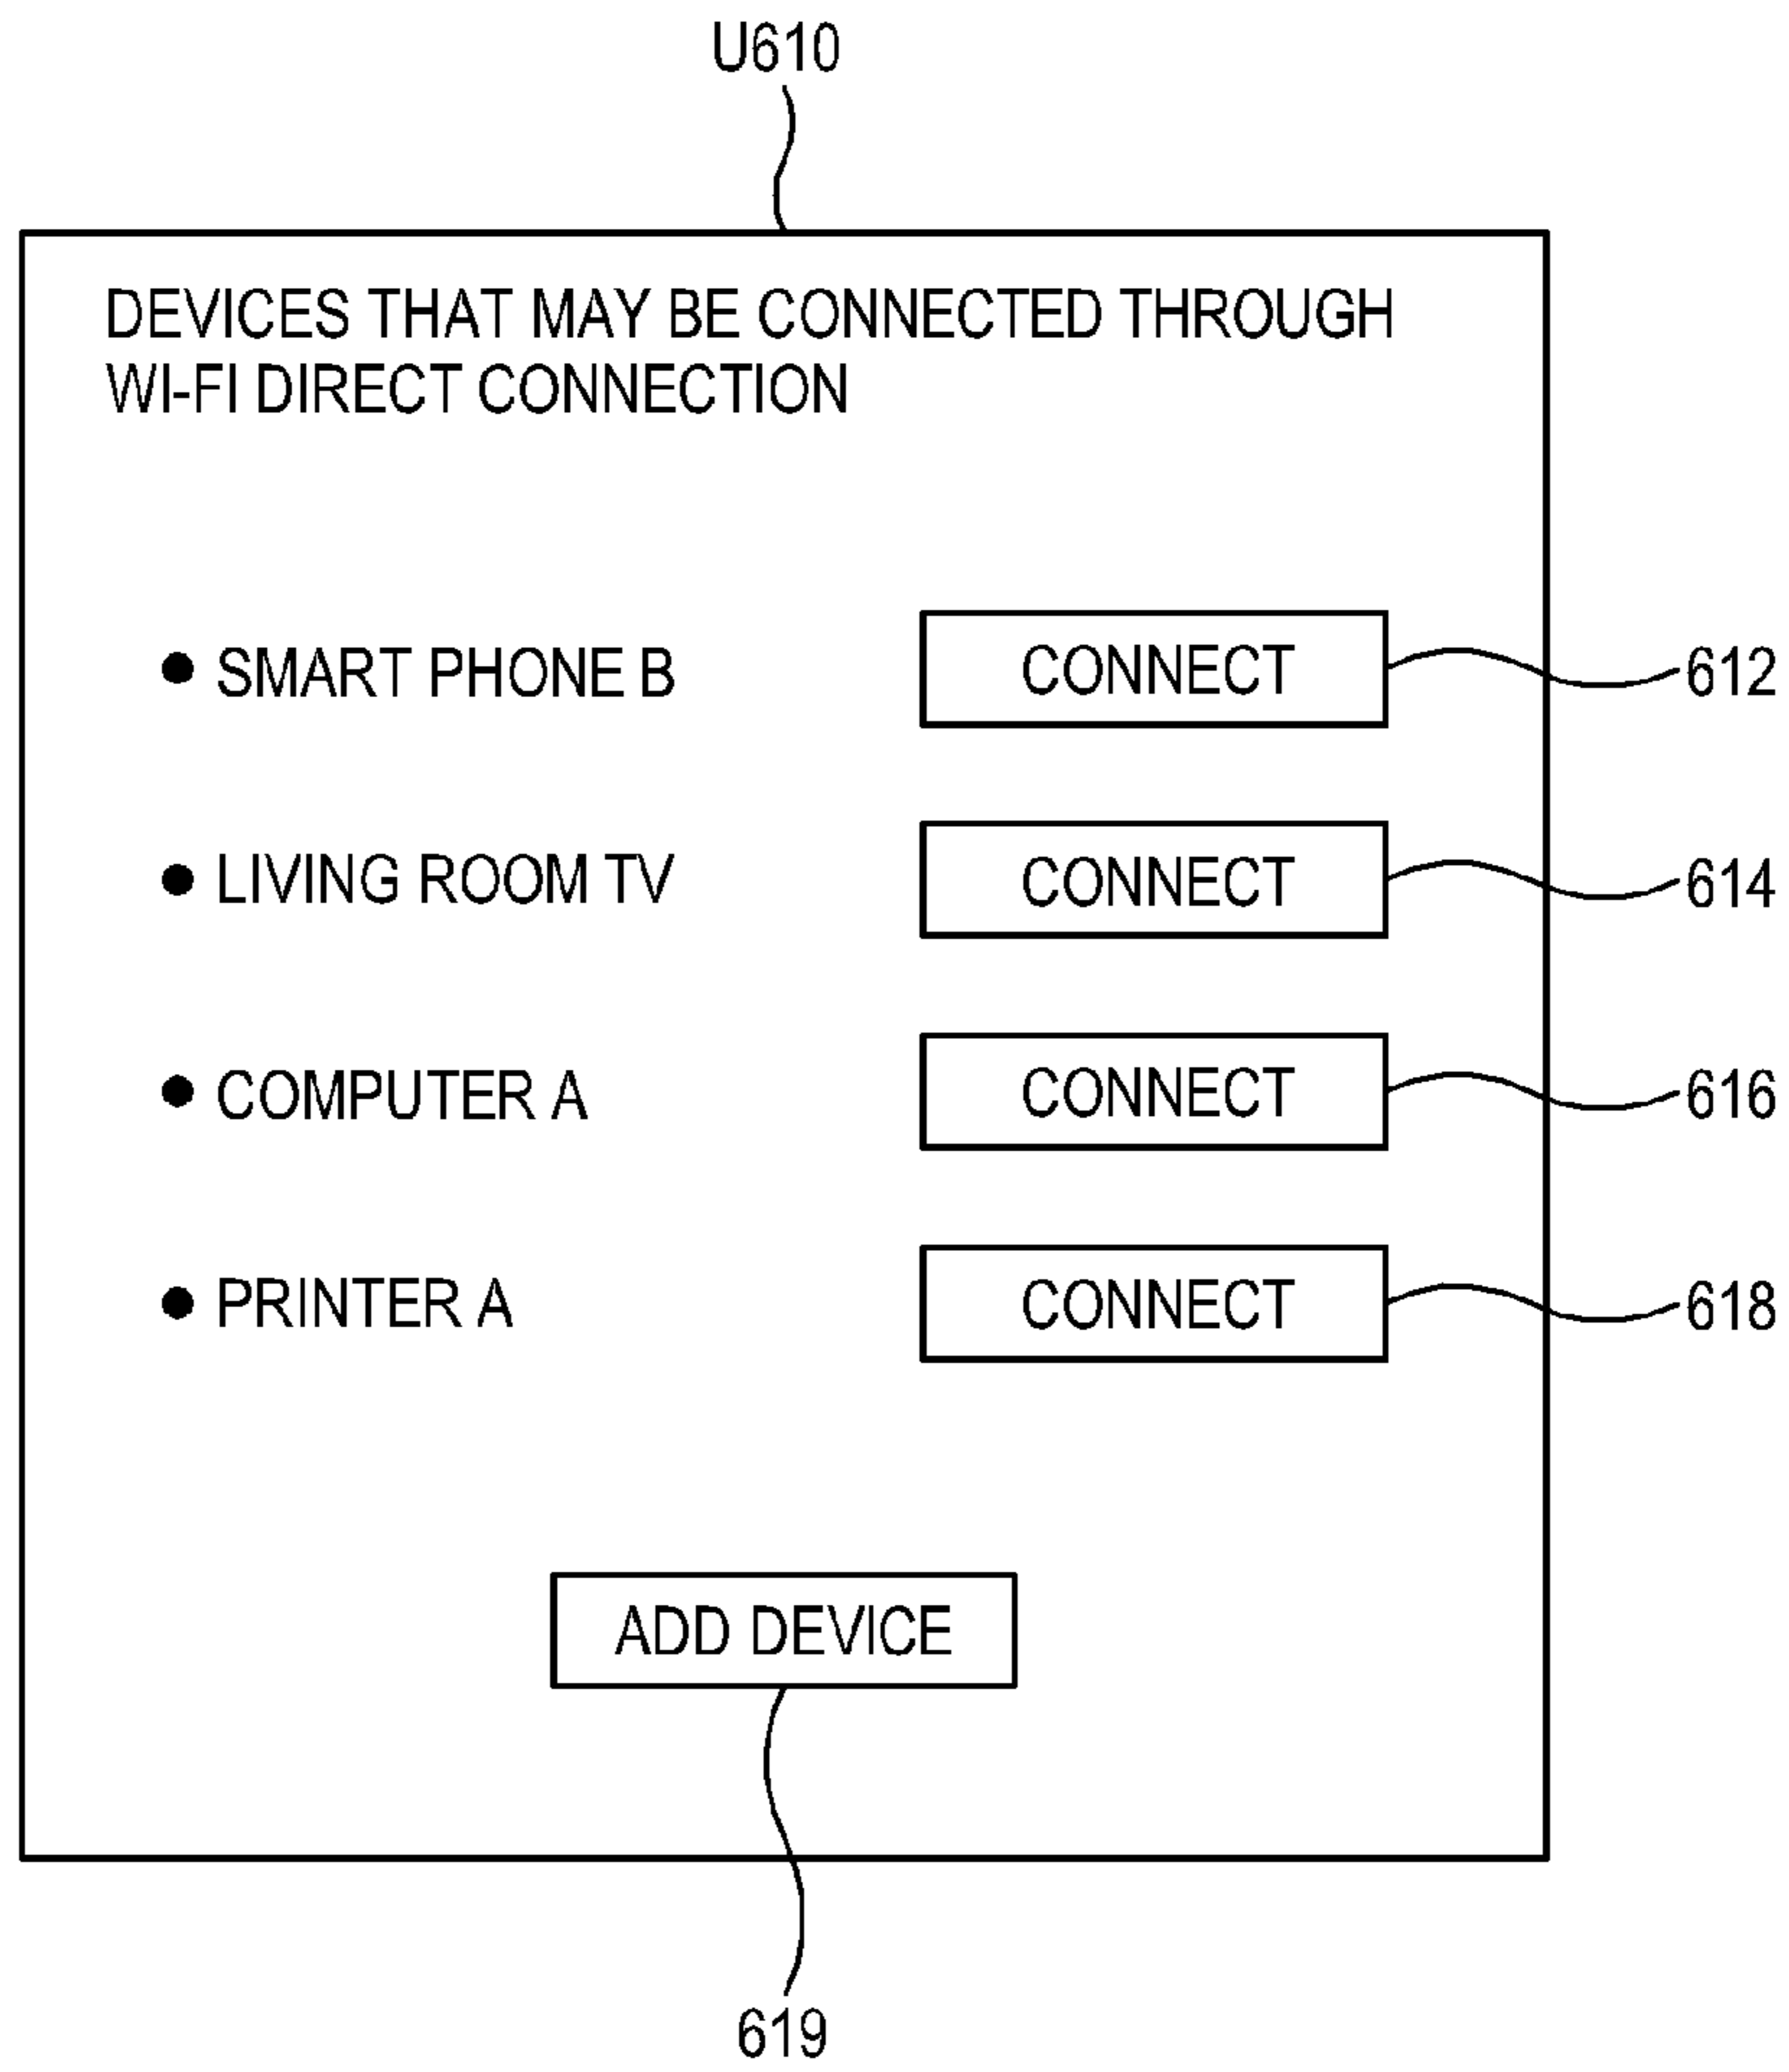 U610
DEVICES THAT MAY BE CONNECTED THROUGH
WI-FI DIRECT CONNECTION
● SMART PHONE B CONNECT 612
● LIVING ROOM TV CONNECT 614
● COMPUTER A CONNECT 616
● PRINTER A CONNECT 618
ADD DEVICE
619